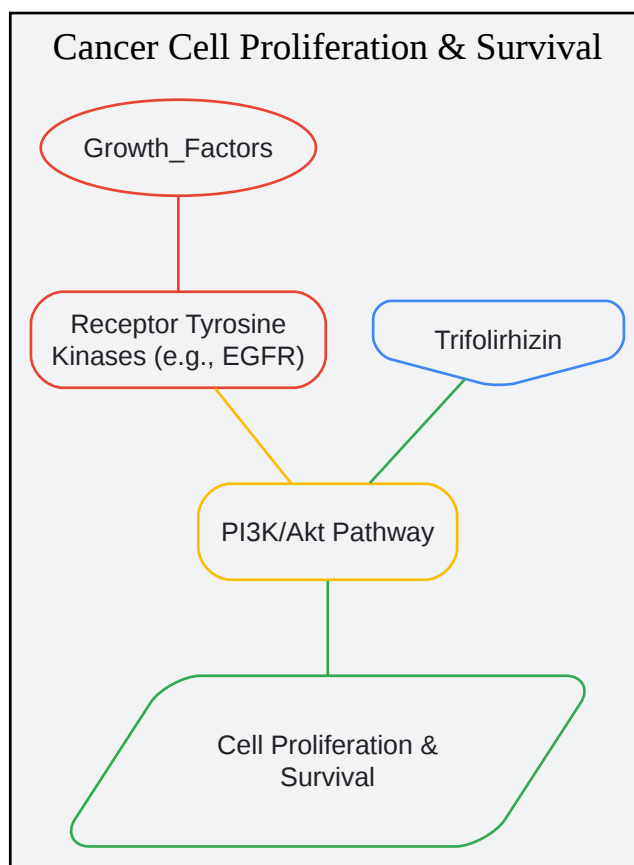 Cancer Cell Proliferation & Survival
Growth_Factors
Receptor Tyrosine
Kinases (e.g., EGFR)
Trifolirhizin
PI3K/Akt Pathway
Cell Proliferation &
Survival